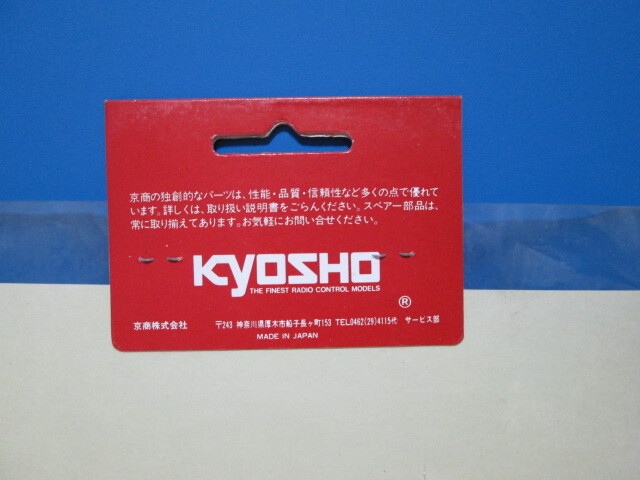 京商の独創的なパーツは、性能・品質・信頼性など多くの点で優れて
います。詳しくは、取り扱い説明書をごらんください。スペアー部品は、
常に取り揃えてあります。お気軽にお問い合せください。
KYOSHO
THE FINEST RADIO CONTROL MODELS
®
京商株式会社 〒243 神奈川県厚木市船子長ヶ町153 TEL0462(29)4115代 サービス部
MADE IN JAPAN